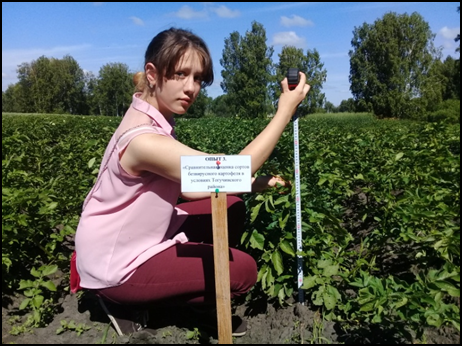 ОПЫТ 3.
«Сравнительная оценка сортов
безвирусного картофеля в
условиях Тогучинского
района»